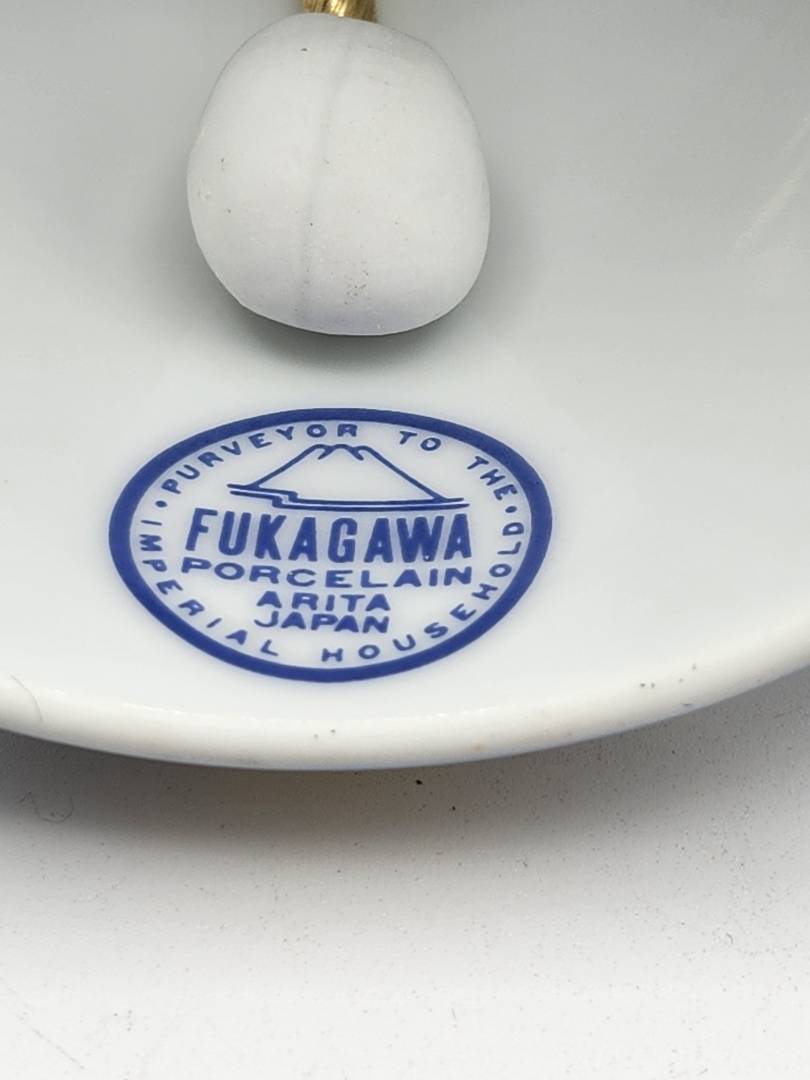 PURVEYOR TO THE
FUKAGAWA
PORCELAIN
ARITA
JAPAN
IMPERIAL HOUSEHOLD